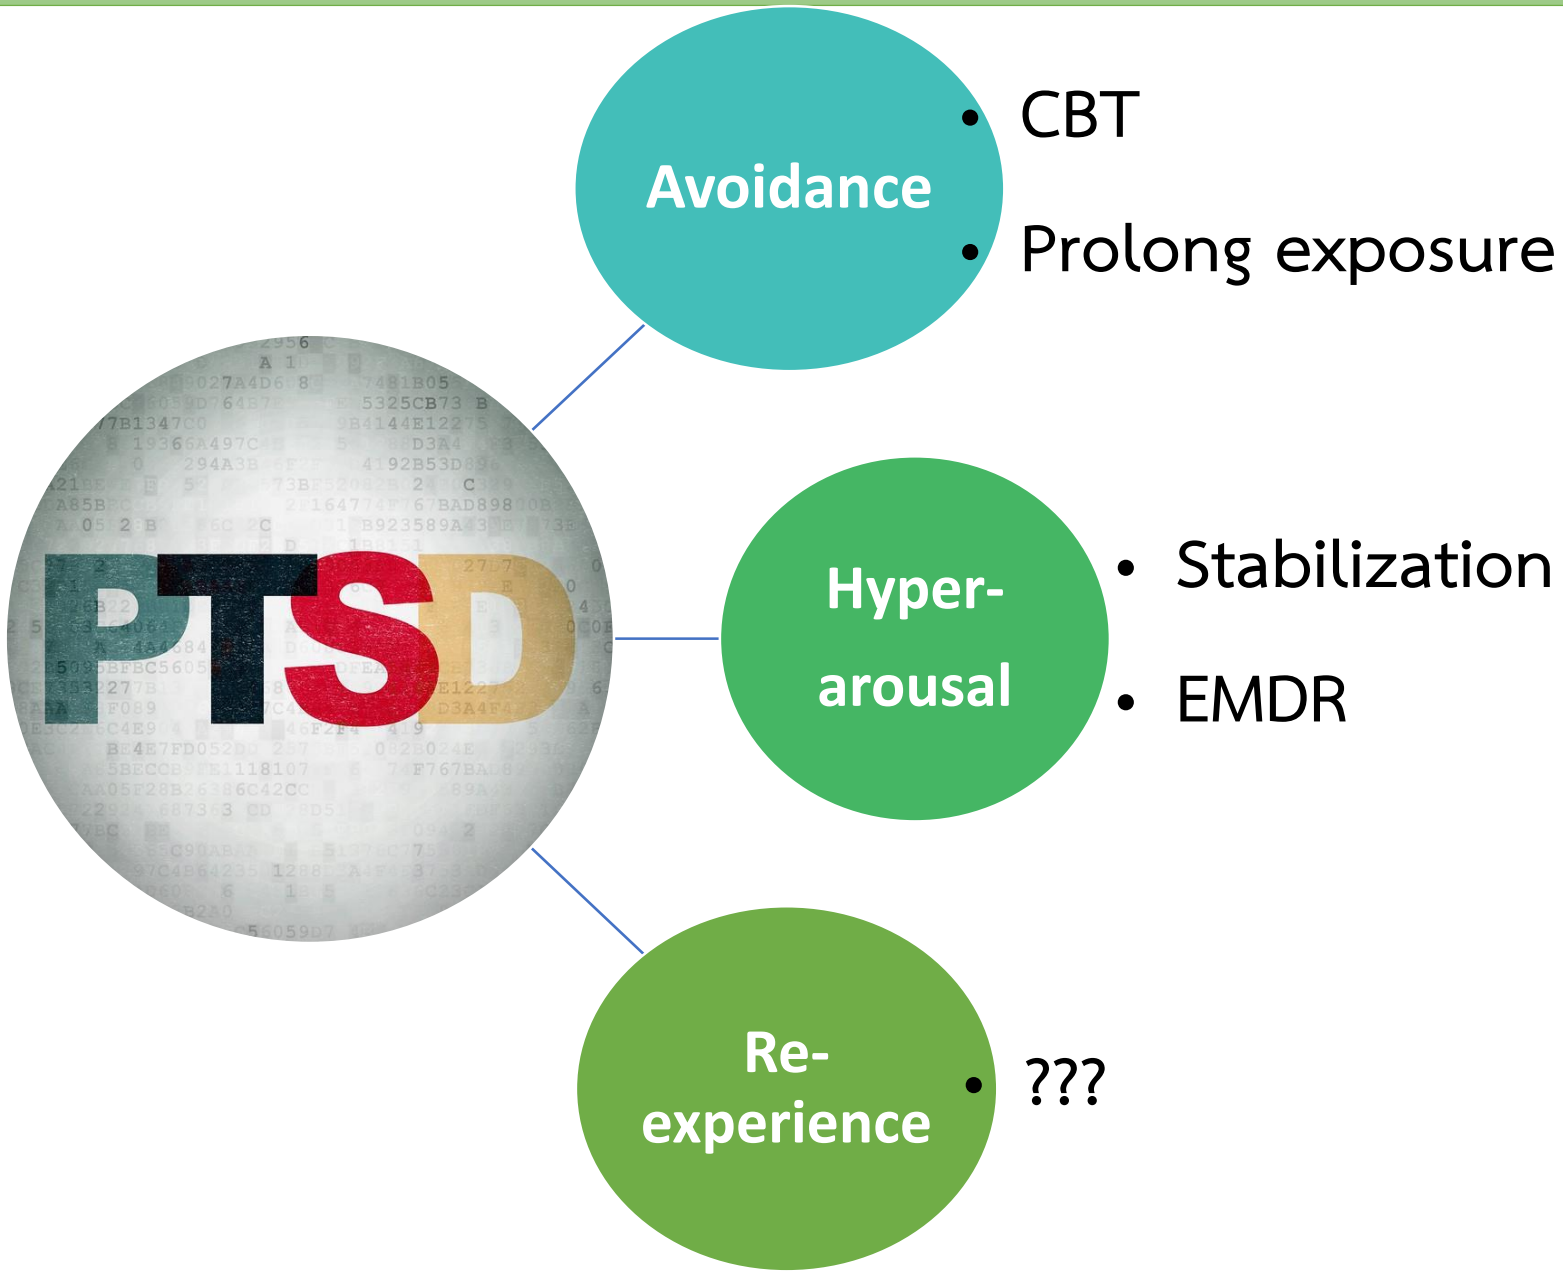 Avoidance
• CBT
• Prolong exposure
PTSD
Hyper-
arousal
• Stabilization
• EMDR
Re-
experience
• ???